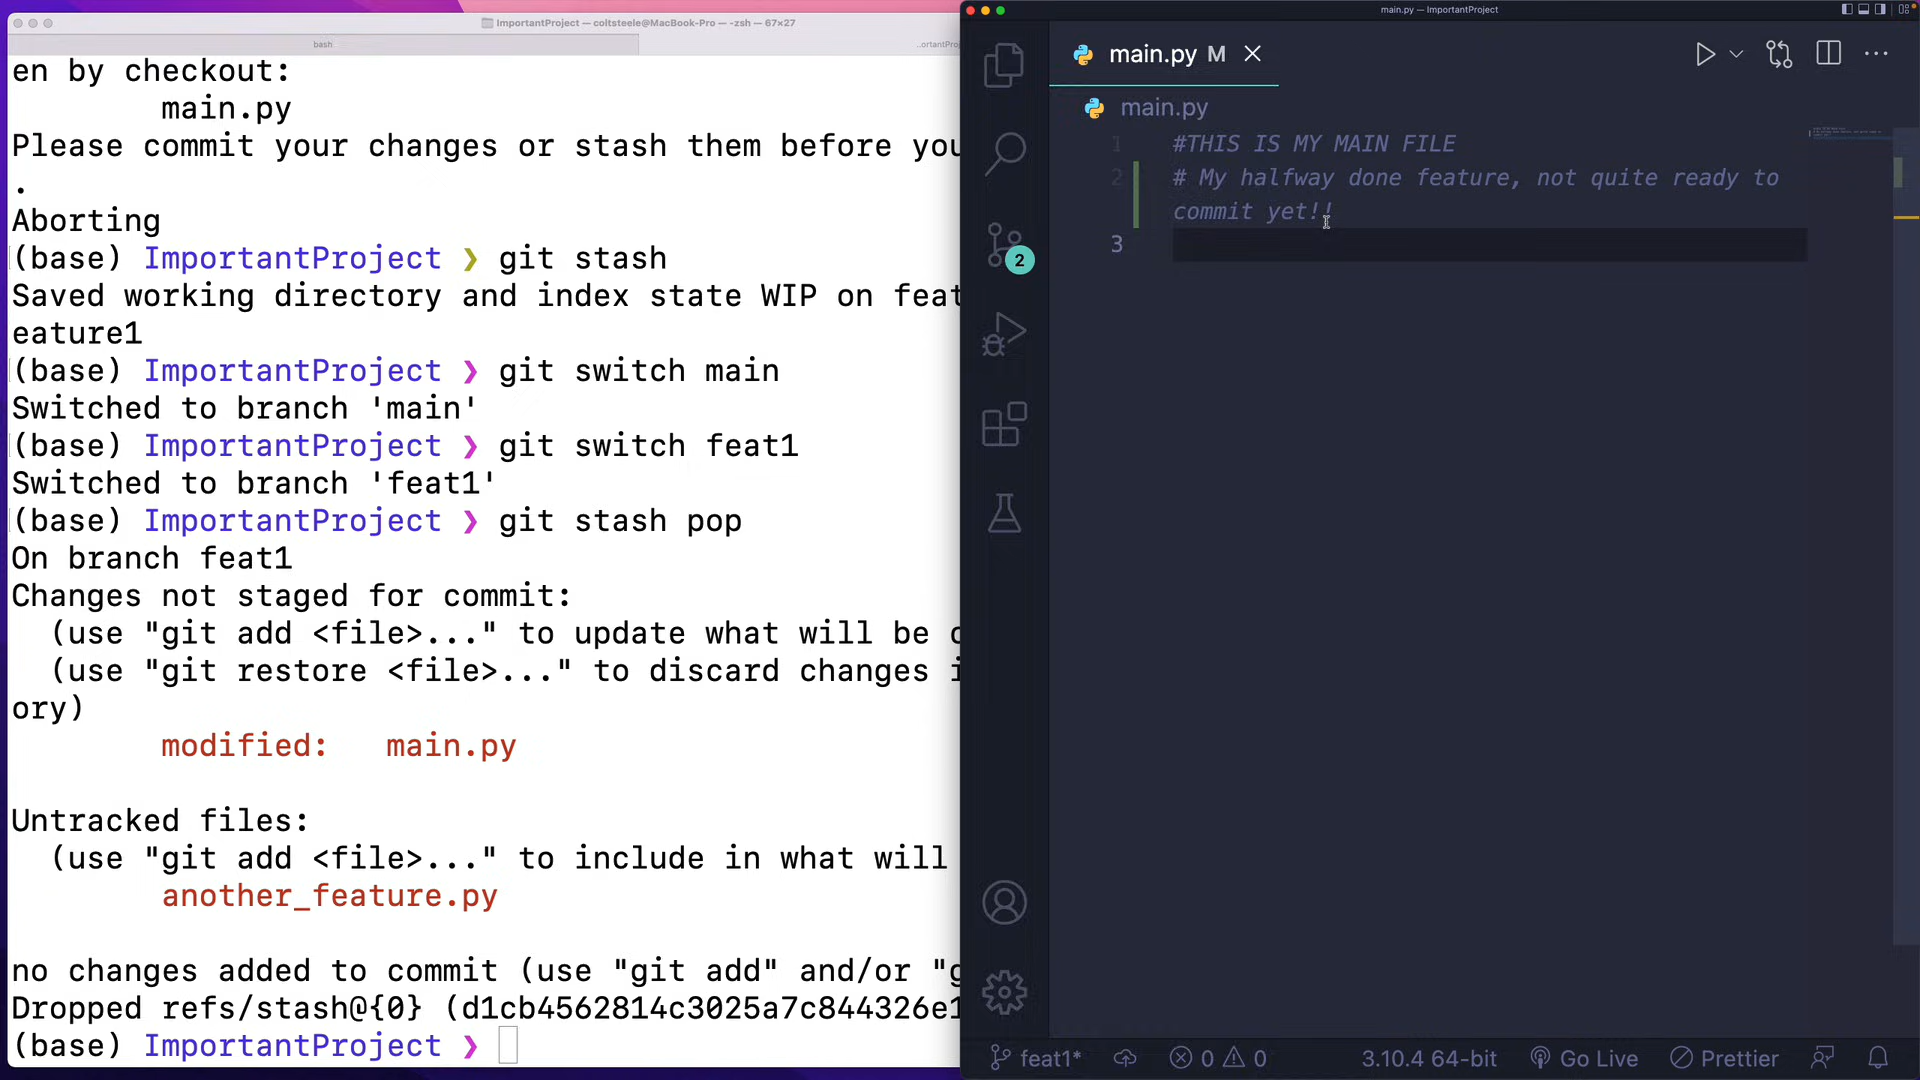 ImportantProject — coltsteele@MacBook-Pro — -zsh — 67×27
bash
...ortantProj
en by checkout:
main.py
Please commit your changes or stash them before you
.
Aborting
(base) ImportantProject ❯ git stash
Saved working directory and index state WIP on feat
eature1
(base) ImportantProject ❯ git switch main
Switched to branch 'main'
(base) ImportantProject ❯ git switch feat1
Switched to branch 'feat1'
(base) ImportantProject ❯ git stash pop
On branch feat1
Changes not staged for commit:
(use "git add <file>..." to update what will be c
(use "git restore <file>..." to discard changes i
ory)
modified: main.py
Untracked files:
(use "git add <file>..." to include in what will
another_feature.py
no changes added to commit (use "git add" and/or "g
Dropped refs/stash@{0} (d1cb4562814c3025a7c844326e1
(base) ImportantProject ❯
main.py — ImportantProject
main.py M
main.py
1 #THIS IS MY MAIN FILE
2 # My halfway done feature, not quite ready to
commit yet!!
3
2
feat1* 0 0 3.10.4 64-bit Go Live Prettier